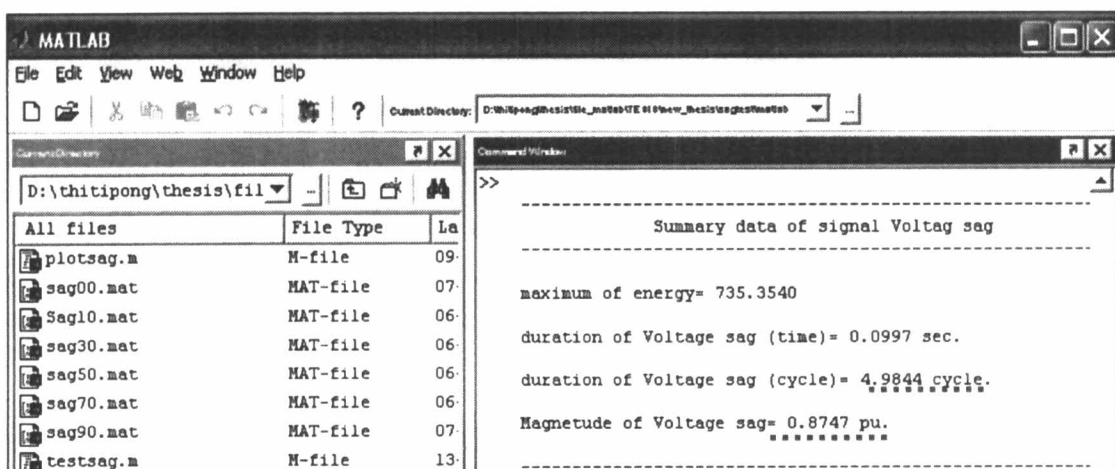 MATLAB
File Edit View Web Window Help
? Current Directory:
Current Directory
D:\thitipong\thesis\fil
All files File Type La
plotsag.m M-file 09
sag00.mat MAT-file 07
Sag10.mat MAT-file 06
sag30.mat MAT-file 06
sag50.mat MAT-file 06
sag70.mat MAT-file 06
sag90.mat MAT-file 07
testsag.m M-file 13
Command Window
>>
Summary data of signal Voltag sag
maximum of energy= 735.3540
duration of Voltage sag (time)= 0.0997 sec.
duration of Voltage sag (cycle)= 4.9844 cycle.
Magnetude of Voltage sag= 0.8747 pu.